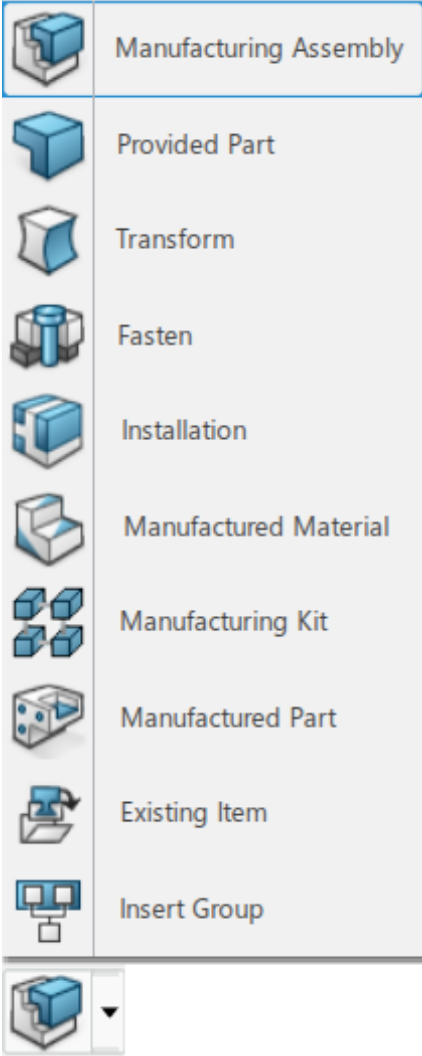 Manufacturing Assembly
Provided Part
Transform
Fasten
Installation
Manufactured Material
Manufacturing Kit
Manufactured Part
Existing Item
Insert Group